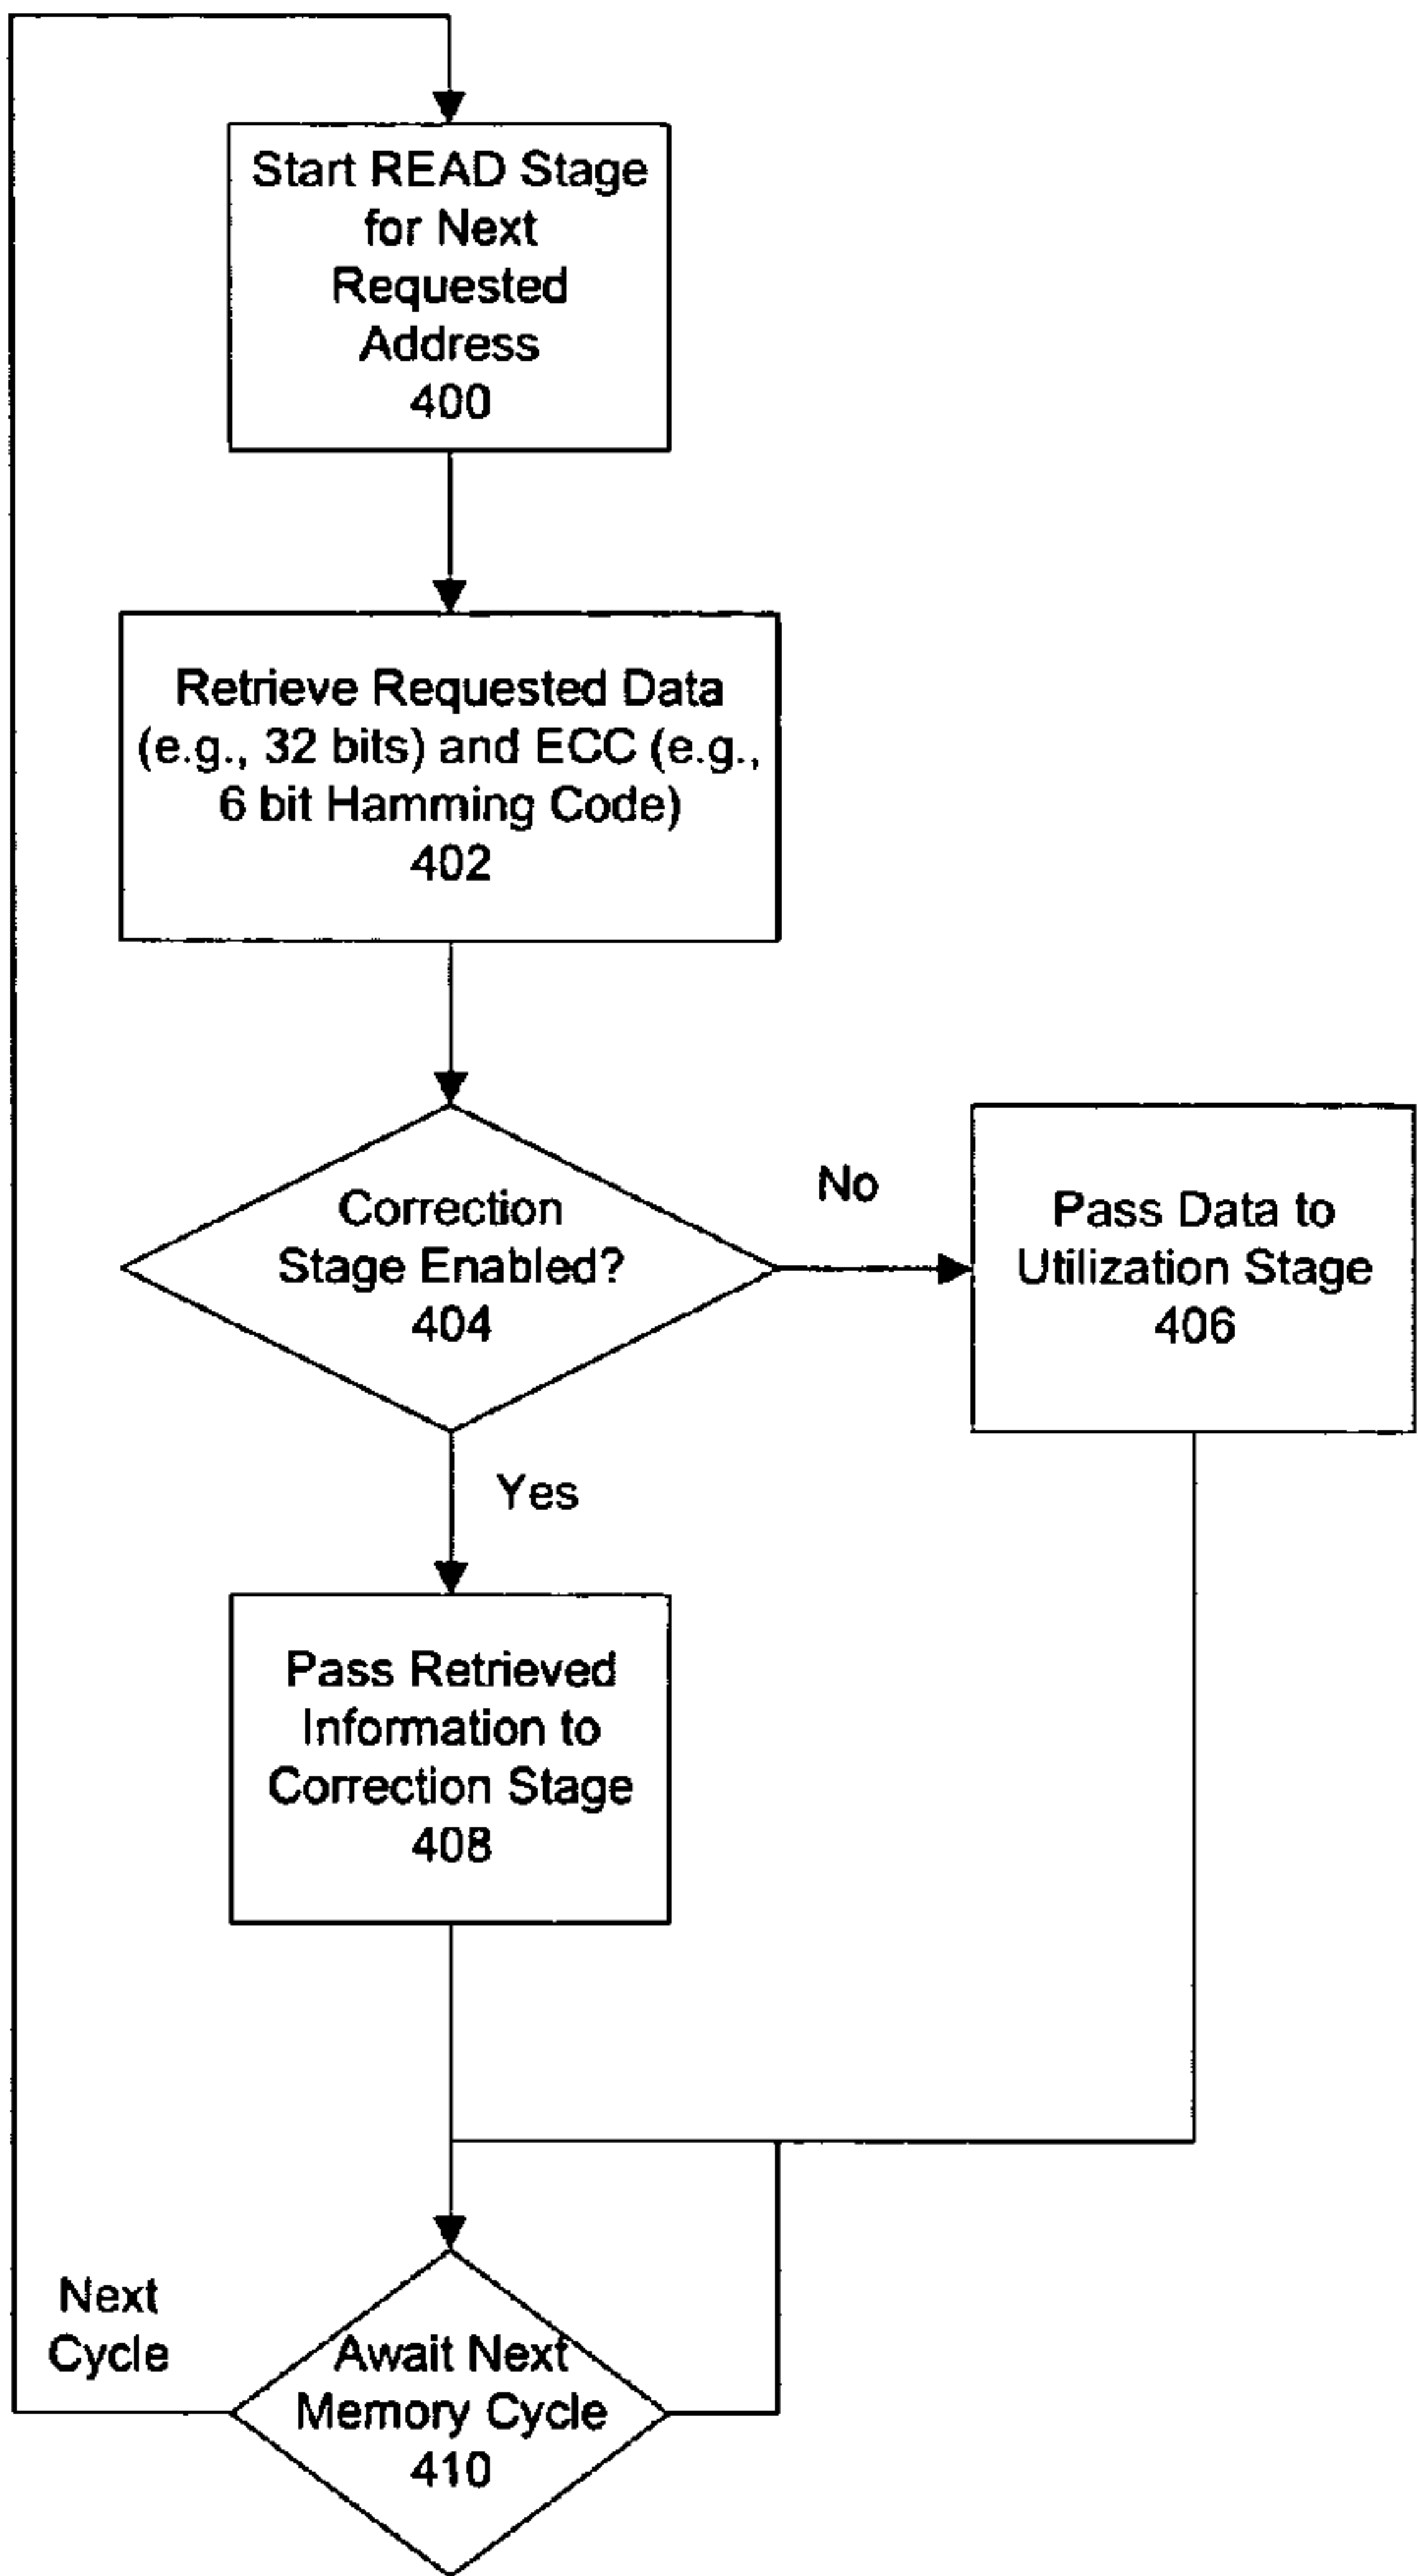 Start READ Stage
for Next
Requested
Address
400
Retrieve Requested Data
(e.g., 32 bits) and ECC (e.g.,
6 bit Hamming Code)
402
Correction
Stage Enabled?
404
No
Pass Data to
Utilization Stage
406
Yes
Pass Retrieved
Information to
Correction Stage
408
Next
Cycle
Await Next
Memory Cycle
410